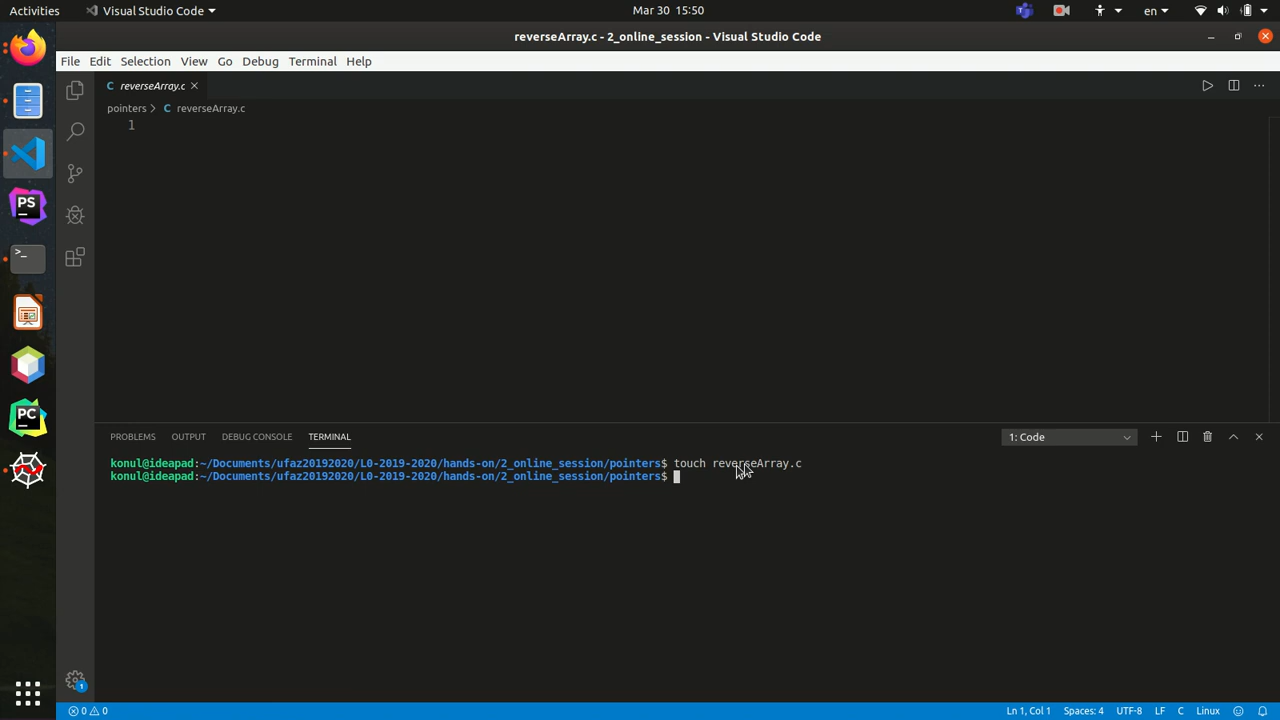 Activities Visual Studio Code Mar 30 15:50 en
reverseArray.c - 2_online_session - Visual Studio Code
File Edit Selection View Go Debug Terminal Help
C reverseArray.c
pointers > C reverseArray.c
1
PS
PC
PROBLEMS OUTPUT DEBUG CONSOLE TERMINAL 1: Code
konul@ideapad:~/Documents/ufaz20192020/L0-2019-2020/hands-on/2_online_session/pointers$ touch reverseArray.c
konul@ideapad:~/Documents/ufaz20192020/L0-2019-2020/hands-on/2_online_session/pointers$
1
0 0 Ln 1, Col 1 Spaces: 4 UTF-8 LF C Linux